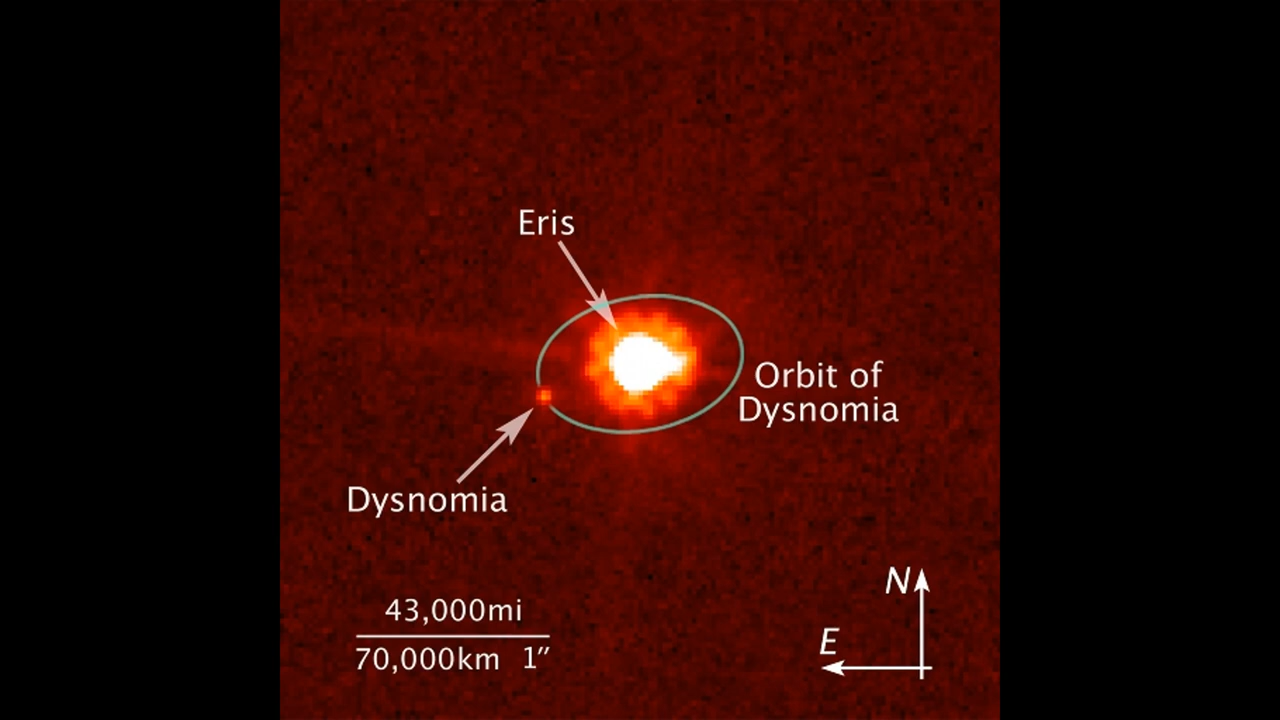 Eris
Orbit of
Dysnomia
Dysnomia
43,000mi
70,000km 1″
N
E